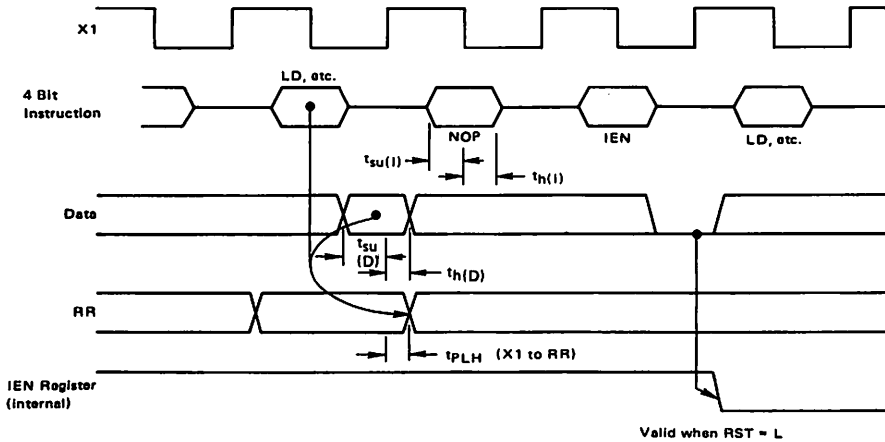 X1
LD, etc.
4 Bit
Instruction
NOP
IEN
LD, etc.
tsu(I)
th(I)
Data
tsu
(D)
th(D)
RR
tPLH (X1 to RR)
IEN Register
(internal)
Valid when RST = L